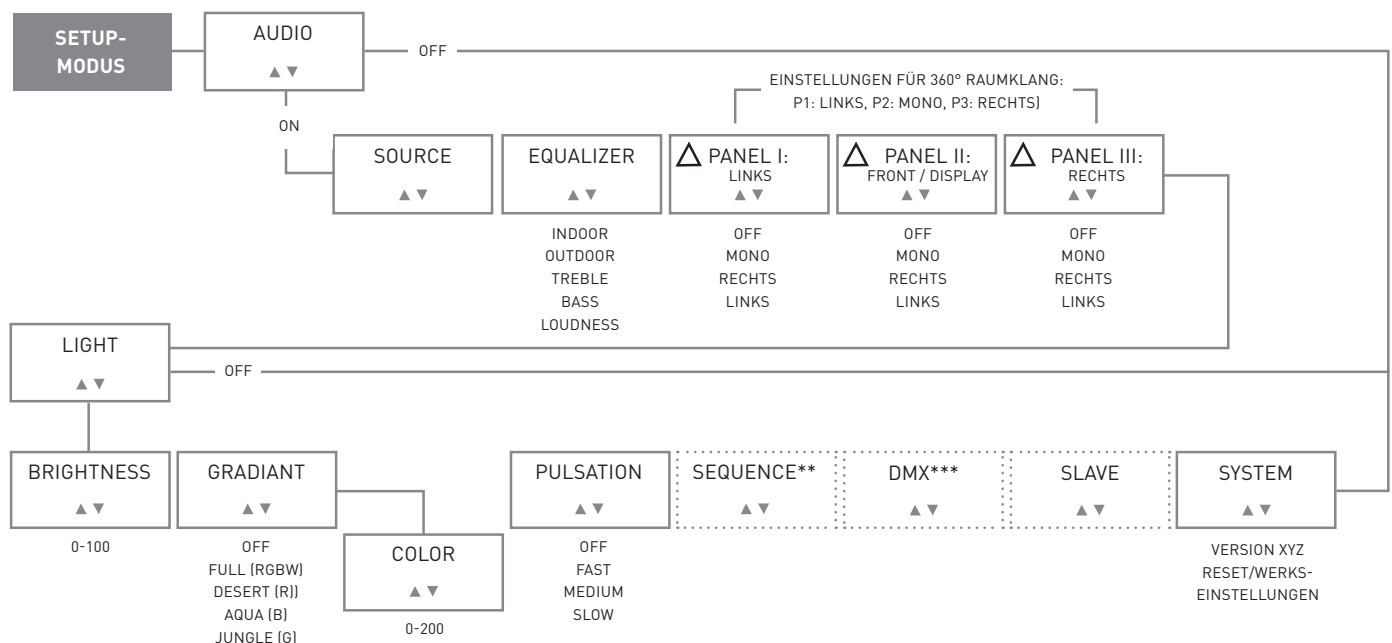 SETUP-
MODUS
AUDIO
▲ ▼
OFF
ON
EINSTELLUNGEN FÜR 360° RAUMKLANG:
P1: LINKS, P2: MONO, P3: RECHTS)
SOURCE
▲ ▼
EQUALIZER
▲ ▼
INDOOR
OUTDOOR
TREBLE
BASS
LOUDNESS
PANEL I:
LINKS
▲ ▼
OFF
MONO
RECHTS
LINKS
PANEL II:
FRONT / DISPLAY
▲ ▼
OFF
MONO
RECHTS
LINKS
PANEL III:
RECHTS
▲ ▼
OFF
MONO
RECHTS
LINKS
LIGHT
▲ ▼
OFF
BRIGHTNESS
▲ ▼
0-100
GRADIANT
▲ ▼
OFF
FULL (RGBW)
DESERT (R))
AQUA (B)
JUNGLE (G)
COLOR
▲ ▼
0-200
PULSATION
▲ ▼
OFF
FAST
MEDIUM
SLOW
SEQUENCE**
▲ ▼
DMX***
▲ ▼
SLAVE
▲ ▼
SYSTEM
▲ ▼
VERSION XYZ
RESET/WERKS-
EINSTELLUNGEN